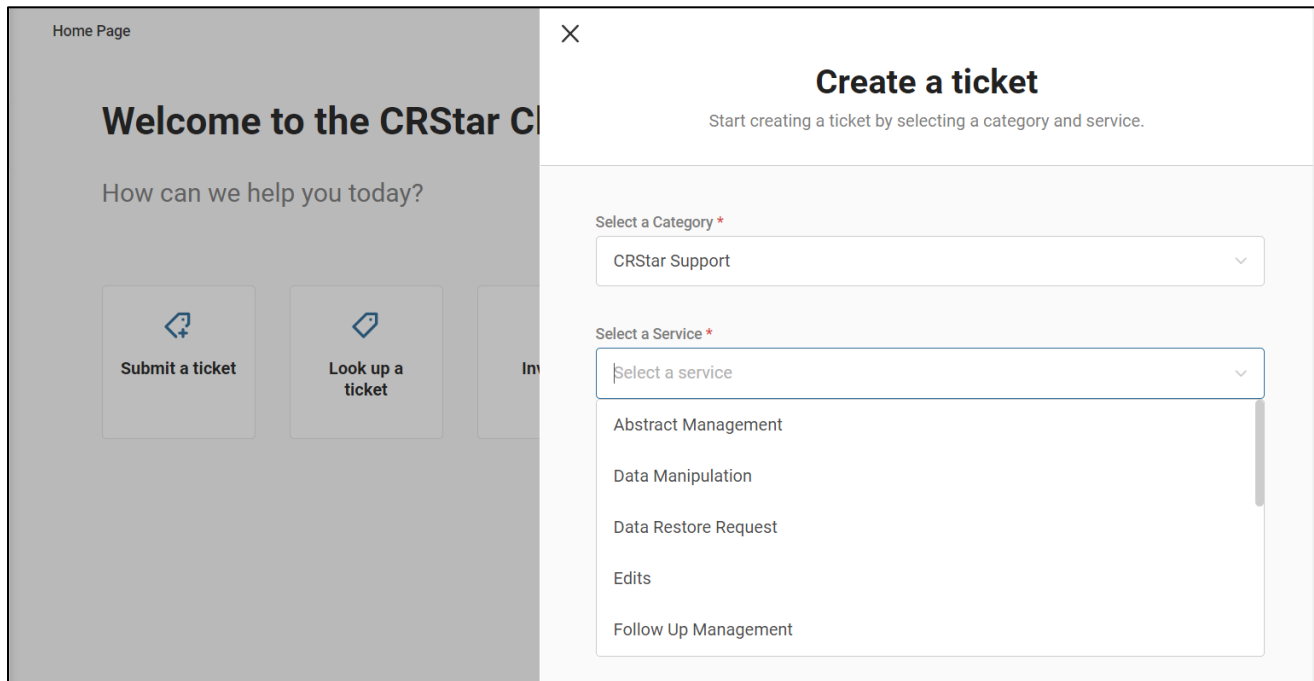 Home Page
Welcome to the CRStar
How can we help you today?
Submit a ticket
Look up a
ticket
Create a ticket
Start creating a ticket by selecting a category and service.
Select a Category *
CRStar Support
Select a Service *
Select a service
Abstract Management
Data Manipulation
Data Restore Request
Edits
Follow Up Management